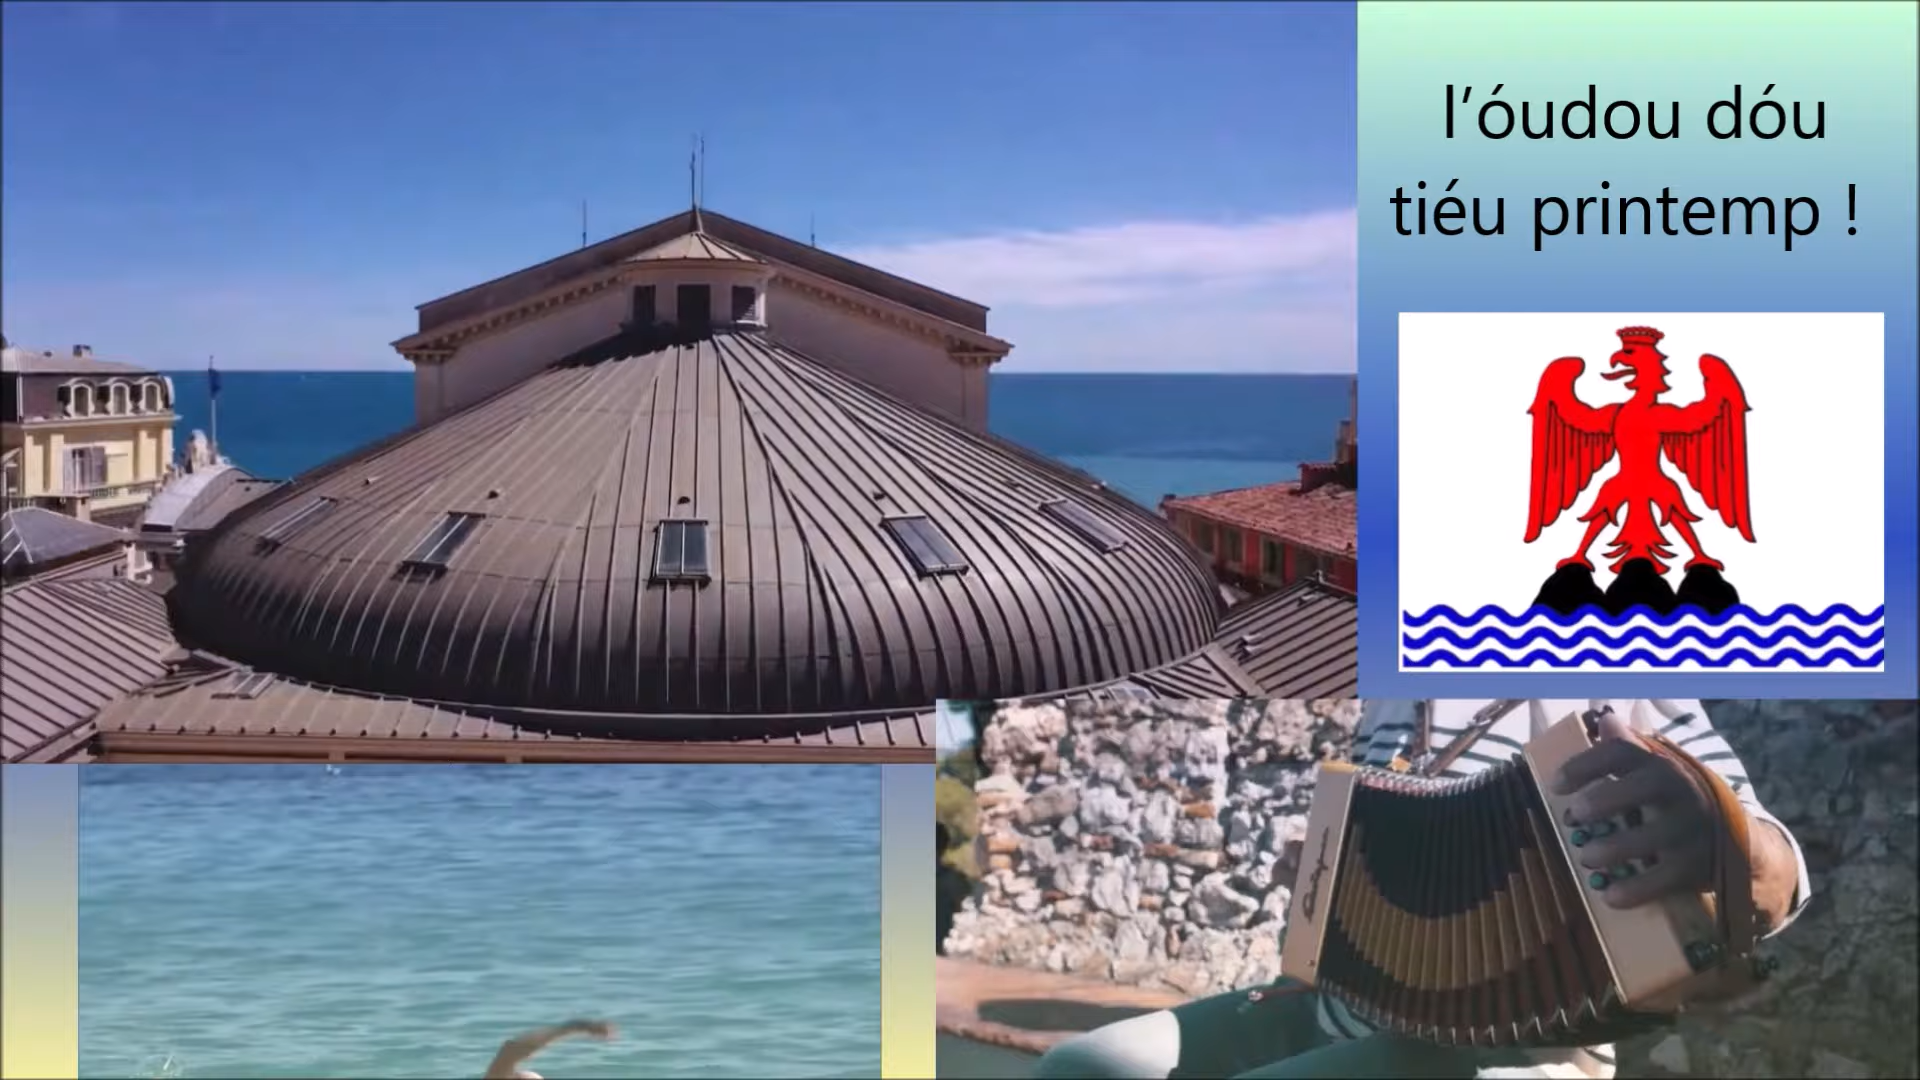 l’óudou dóu
tiéu printemp !